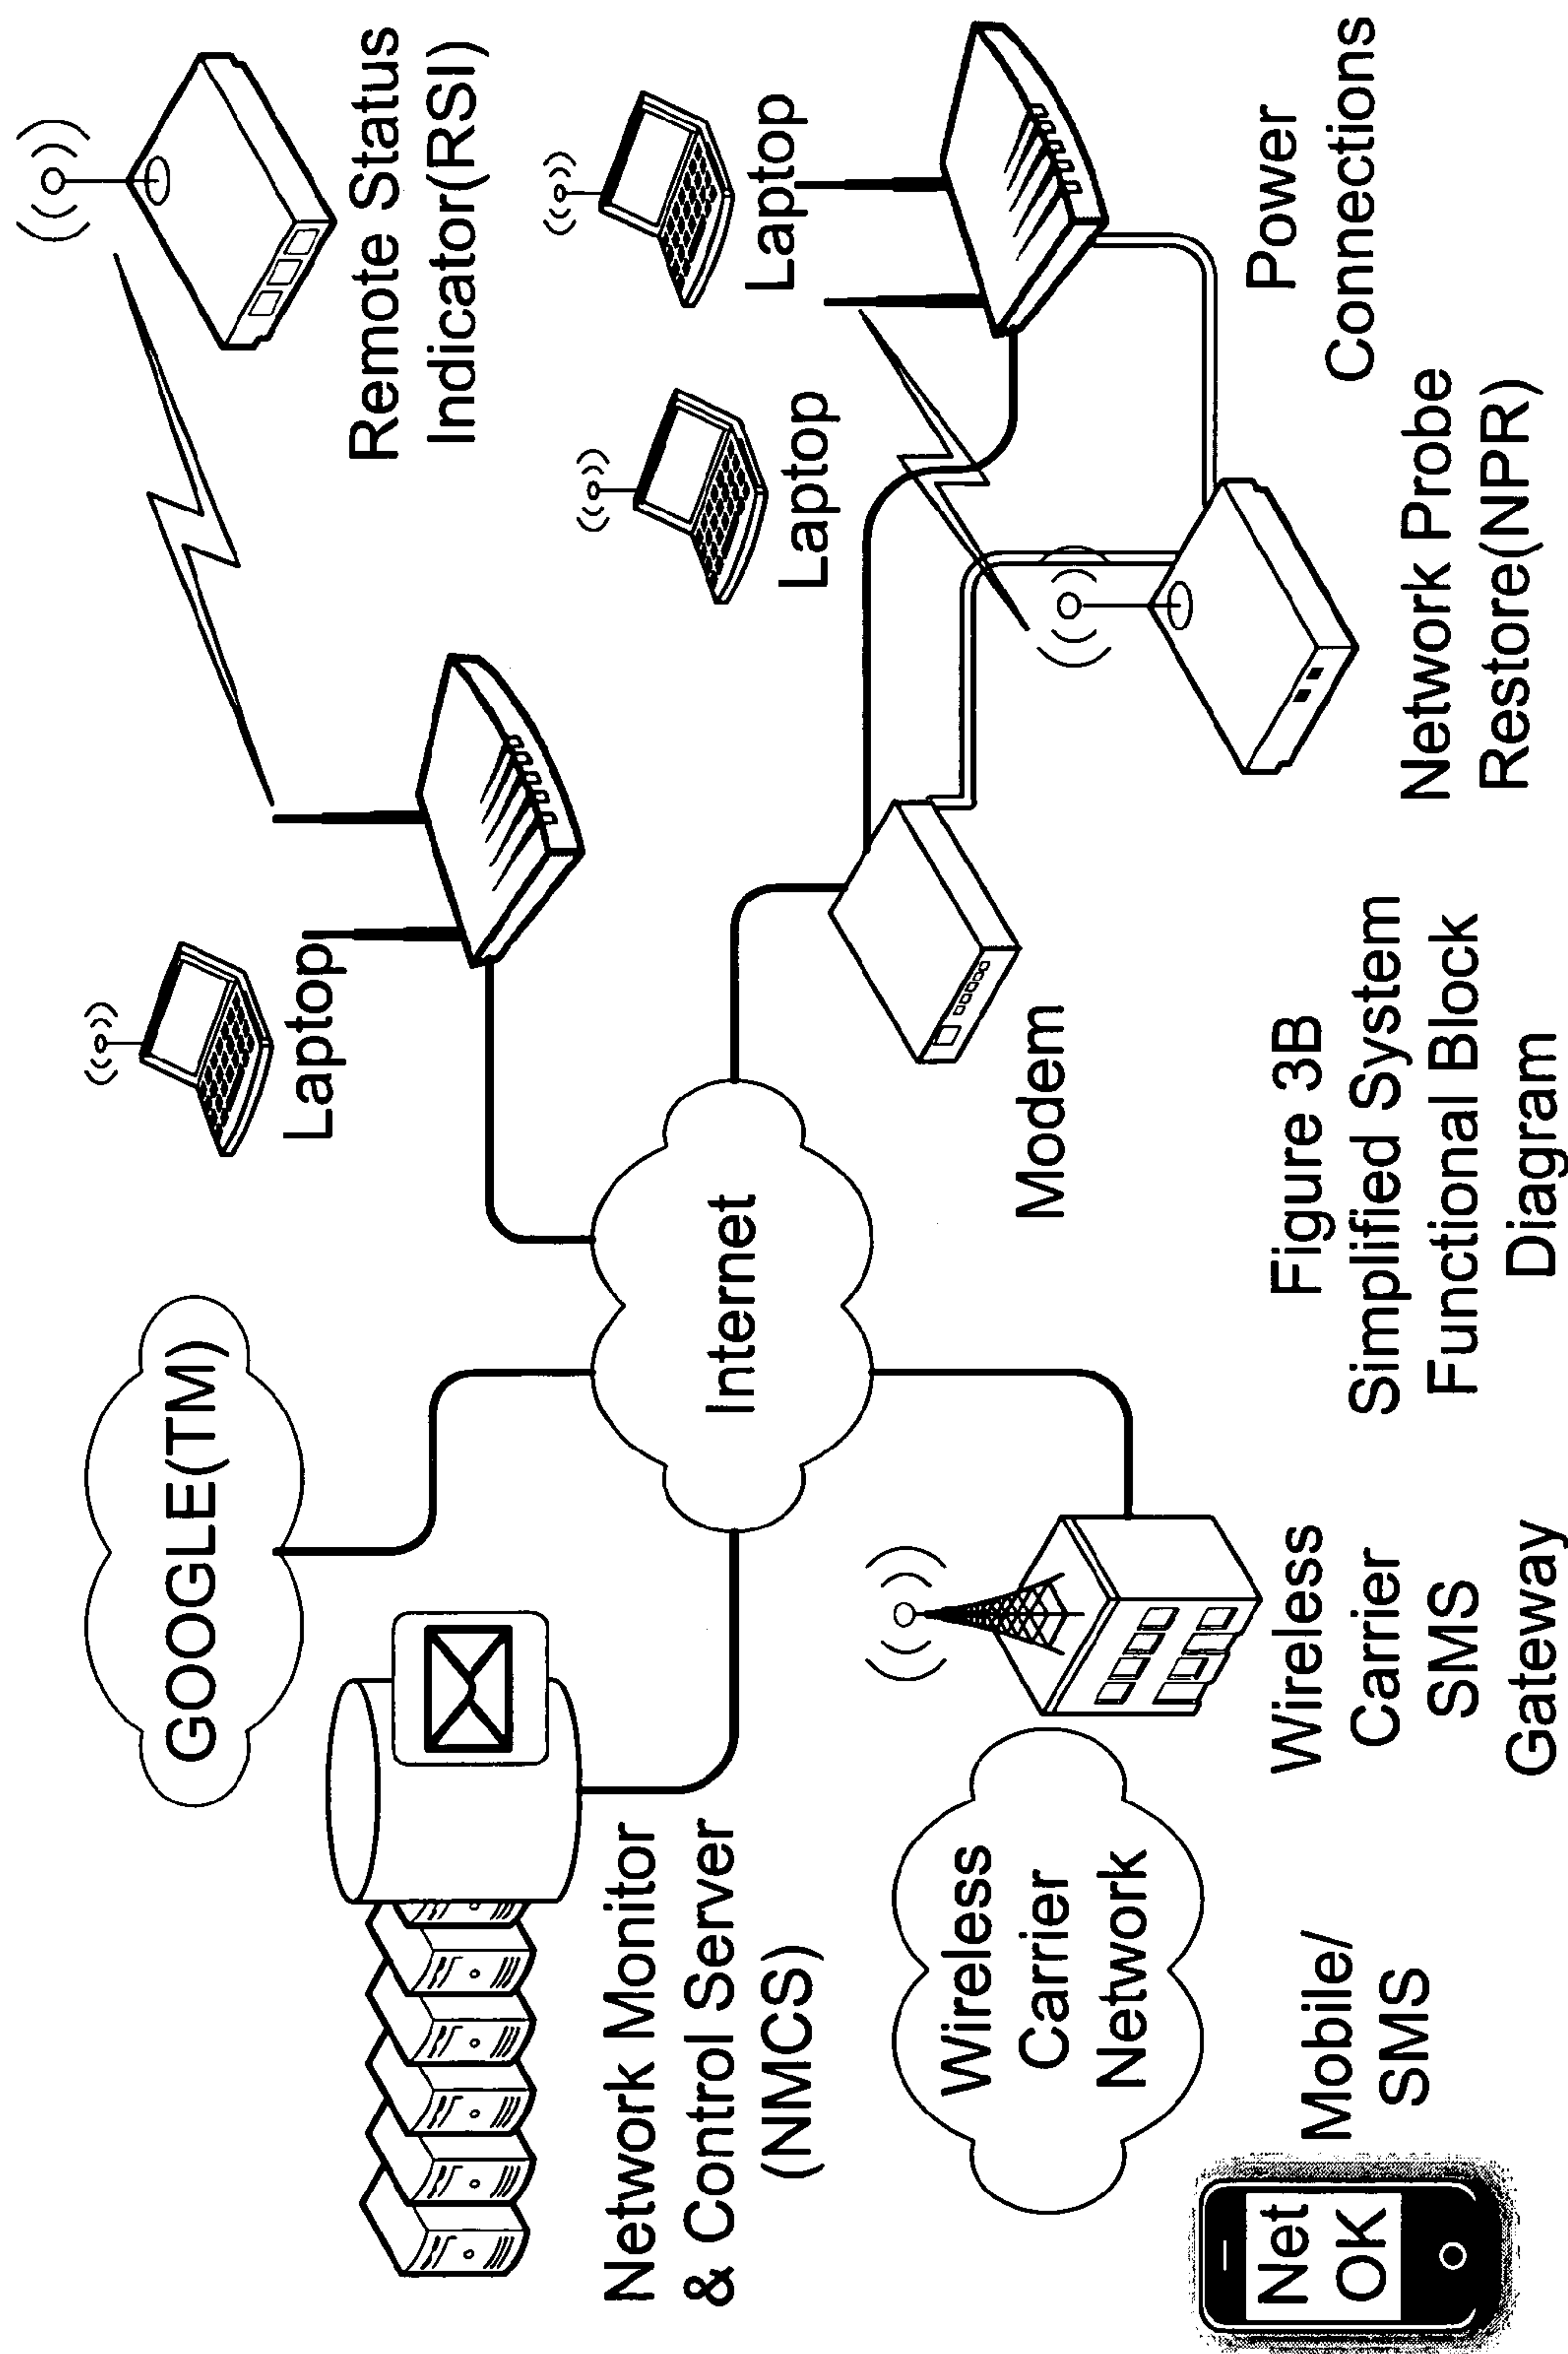 GOOGLE(TM)
Laptop
Remote Status
Indicator(RSI)
Network Monitor
& Control Server
(NMCS)
Internet
Laptop
Laptop
Wireless
Carrier
Network
Modem
Mobile/
SMS
Net
OK
Wireless
Carrier
SMS
Gateway
Network Probe
Restore(NPR)
Power
Connections
Figure 3B
Simplified System
Functional Block
Diagram